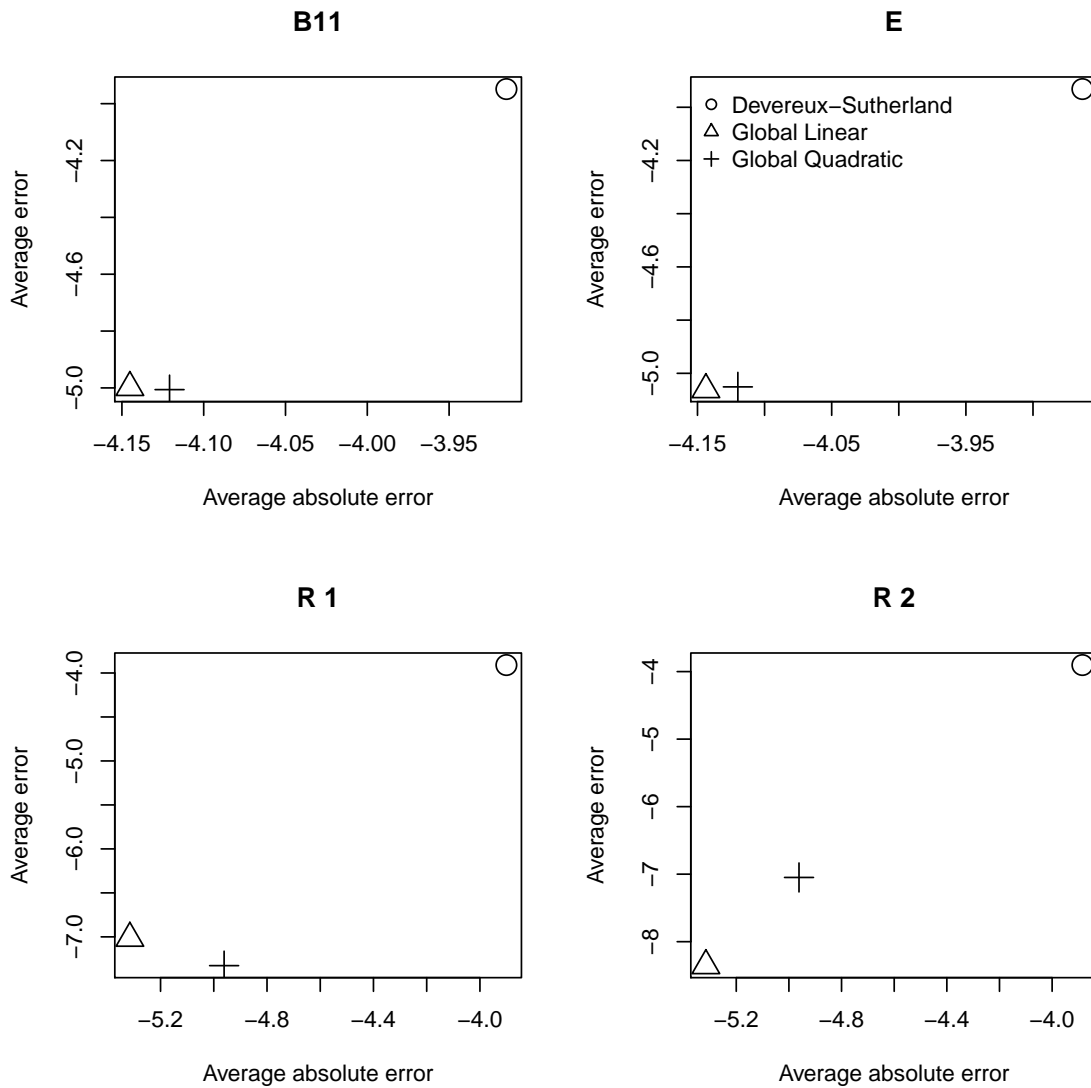 B11
Average error
−4.2
−4.6
−5.0
−4.15 −4.10 −4.05 −4.00 −3.95
Average absolute error
E
Devereux−Sutherland
Global Linear
Global Quadratic
Average error
−4.2
−4.6
−5.0
−4.15 −4.05 −3.95
Average absolute error
R 1
Average error
−4.0
−5.0
−6.0
−7.0
−5.2 −4.8 −4.4 −4.0
Average absolute error
R 2
Average error
−4
−5
−6
−7
−8
−5.2 −4.8 −4.4 −4.0
Average absolute error